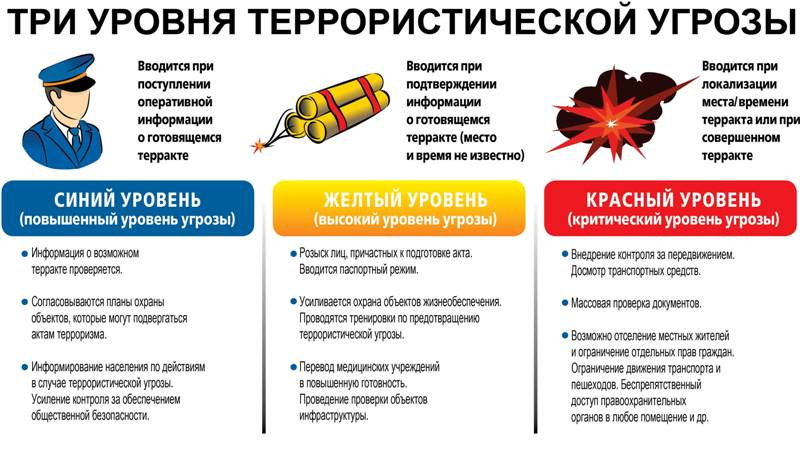 ТРИ УРОВНЯ ТЕРРОРИСТИЧЕСКОЙ УГРОЗЫ
Вводится при
поступлении
оперативной
информации
о готовящемся
терракте
СИНИЙ УРОВЕНЬ
(повышенный уровень угрозы)
Информация о возможном
терракте проверяется.
Согласовываются планы охраны
объектов, которые могут подвергаться
актам терроризма.
Информирование населения по действиям
в случае террористической угрозы.
Усиление контроля за обеспечением
общественной безопасности.
Вводится при
подтверждении
информации
о готовящемся
терракте (место
и время не известно)
ЖЕЛТЫЙ УРОВЕНЬ
(высокий уровень угрозы)
Розыск лиц, причастных к подготовке акта.
Вводится паспортный режим.
Усиливается охрана объектов жизнеобеспечения.
Проводятся тренировки по предотвращению
террористической угрозы.
Перевод медицинских учреждений
в повышенную готовность.
Проведение проверки объектов
инфраструктуры.
Вводится при
локализации
места/времени
терракта или при
совершенном
терракте
КРАСНЫЙ УРОВЕНЬ
(критический уровень угрозы)
Внедрение контроля за передвижением.
Досмотр транспортных средств.
Массовая проверка документов.
Возможно отселение местных жителей
и ограничение отдельных прав граждан.
Ограничение движения транспорта и
пешеходов. Беспрепятственный
доступ правоохранительных
органов в любое помещение и др.